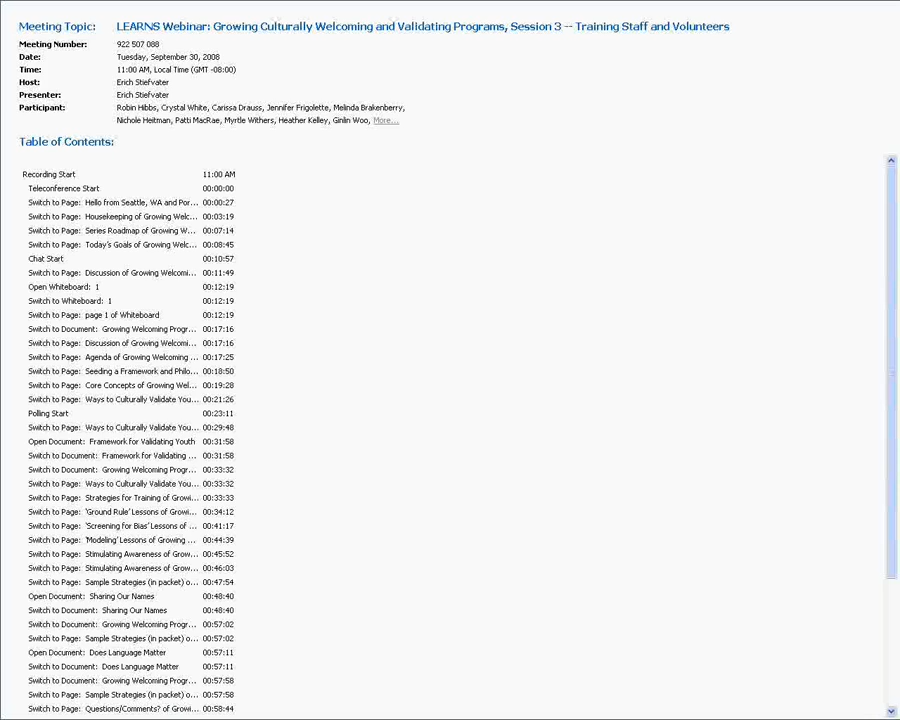 Meeting Topic: LEARNS Webinar: Growing Culturally Welcoming and Validating Programs, Session 3 -- Training Staff and Volunteers
Meeting Number: 922 507 088
Date: Tuesday, September 30, 2008
Time: 11:00 AM, Local Time (GMT -08:00)
Host: Erich Stiefvater
Presenter: Erich Stiefvater
Participant: Robin Hibbs, Crystal White, Carissa Drauss, Jennifer Frigolette, Melinda Brakenberry,
Nichole Heitman, Patti MacRae, Myrtle Withers, Heather Kelley, Ginlin Woo, More...
Table of Contents:
Recording Start 11:00 AM
Teleconference Start 00:00:00
Switch to Page: Hello from Seattle, WA and Por... 00:00:27
Switch to Page: Housekeeping of Growing Welc... 00:03:19
Switch to Page: Series Roadmap of Growing W... 00:07:14
Switch to Page: Today's Goals of Growing Welc... 00:08:45
Chat Start 00:10:57
Switch to Page: Discussion of Growing Welcomi... 00:11:49
Open Whiteboard: 1 00:12:19
Switch to Whiteboard: 1 00:12:19
Switch to Page: page 1 of Whiteboard 00:12:19
Switch to Document: Growing Welcoming Progr... 00:17:16
Switch to Page: Discussion of Growing Welcomi... 00:17:16
Switch to Page: Agenda of Growing Welcoming ... 00:17:25
Switch to Page: Seeding a Framework and Philo... 00:18:50
Switch to Page: Core Concepts of Growing Wel... 00:19:28
Switch to Page: Ways to Culturally Validate You... 00:21:26
Polling Start 00:23:11
Switch to Page: Ways to Culturally Validate You... 00:29:48
Open Document: Framework for Validating Youth 00:31:58
Switch to Document: Framework for Validating ... 00:31:58
Switch to Document: Growing Welcoming Progr... 00:33:32
Switch to Page: Ways to Culturally Validate You... 00:33:32
Switch to Page: Strategies for Training of Growi... 00:33:33
Switch to Page: 'Ground Rule' Lessons of Growi... 00:34:12
Switch to Page: 'Screening for Bias' Lessons of ... 00:41:17
Switch to Page: 'Modeling' Lessons of Growing ... 00:44:39
Switch to Page: Stimulating Awareness of Grow... 00:45:52
Switch to Page: Stimulating Awareness of Grow... 00:46:03
Switch to Page: Sample Strategies (in packet) o... 00:47:54
Open Document: Sharing Our Names 00:48:40
Switch to Document: Sharing Our Names 00:48:40
Switch to Document: Growing Welcoming Progr... 00:57:02
Switch to Page: Sample Strategies (in packet) o... 00:57:02
Open Document: Does Language Matter 00:57:11
Switch to Document: Does Language Matter 00:57:11
Switch to Document: Growing Welcoming Progr... 00:57:58
Switch to Page: Sample Strategies (in packet) o... 00:57:58
Switch to Page: Questions/Comments? of Growi... 00:58:44